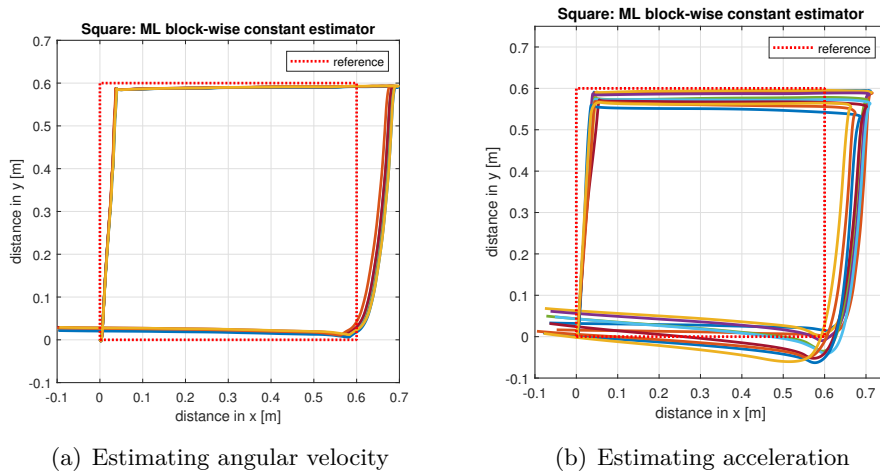 Square: ML block-wise constant estimator
reference
0.7
0.6
0.5
0.4
0.3
0.2
0.1
0
-0.1
distance in y [m]
-0.1 0 0.1 0.2 0.3 0.4 0.5 0.6 0.7
distance in x [m]
(a) Estimating angular velocity
Square: ML block-wise constant estimator
reference
0.7
0.6
0.5
0.4
0.3
0.2
0.1
0
-0.1
distance in y [m]
-0.1 0 0.1 0.2 0.3 0.4 0.5 0.6 0.7
distance in x [m]
(b) Estimating acceleration